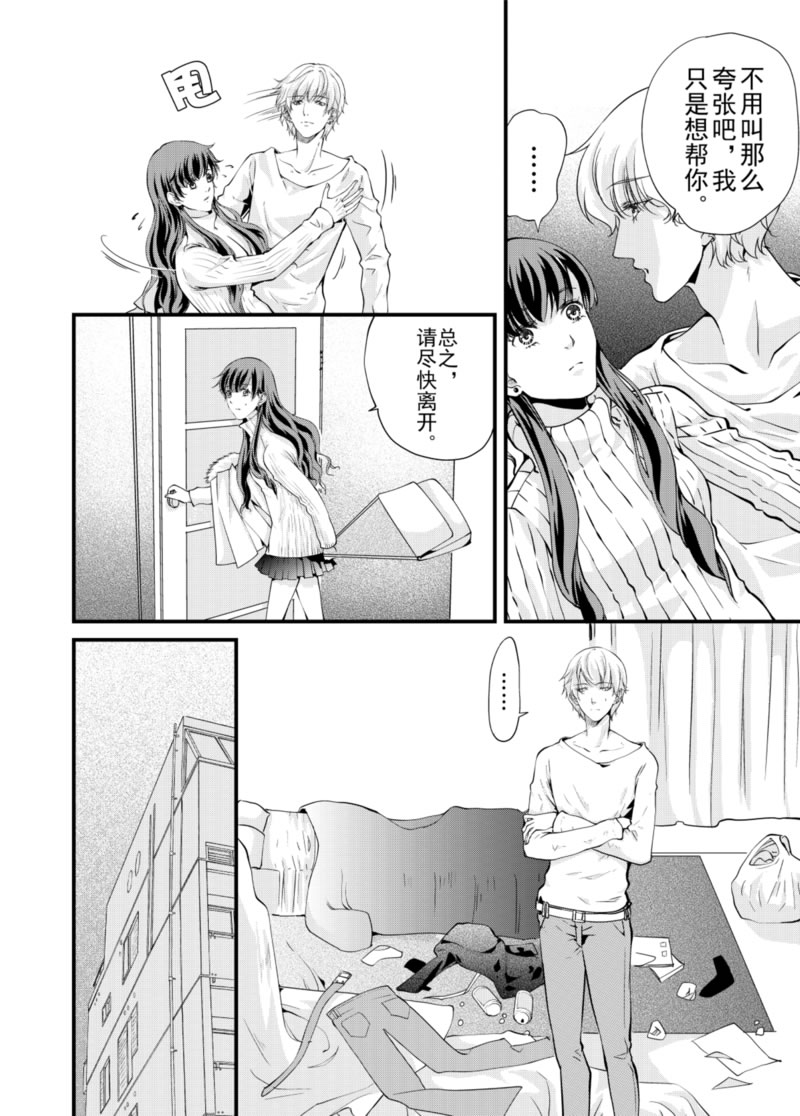 不用叫那么
夸张吧，我
只是想帮你。
……
甩
总之，
请尽快离开。
……